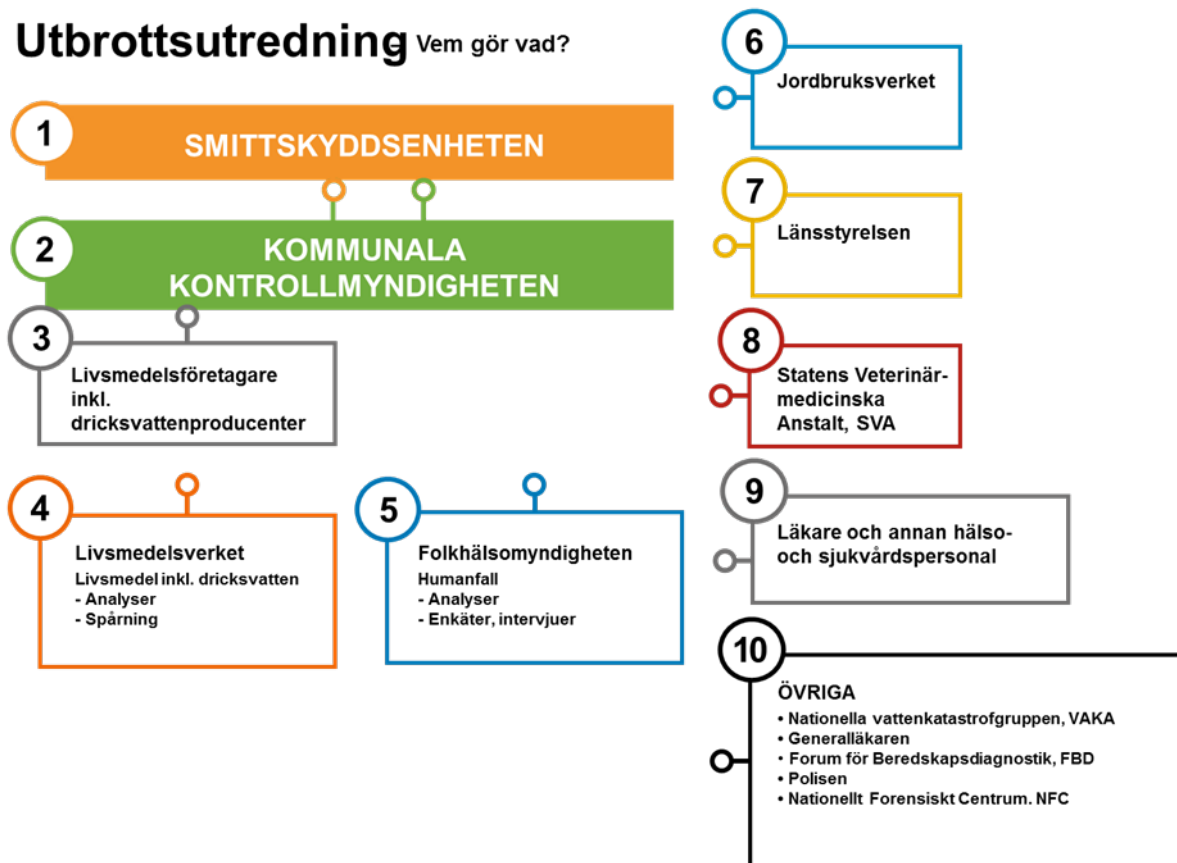 Utbrottsutredning Vem gör vad?
1
SMITTSKYDDSENHETEN
2
KOMMUNALA
KONTROLLMYNDIGHETEN
3
Livsmedelsföretagare
inkl.
dricksvattenproducenter
4
Livsmedelsverket
Livsmedel inkl. dricksvatten
- Analyser
- Spårning
5
Folkhälsomyndigheten
Humanfall
- Analyser
- Enkäter, intervjuer
6
Jordbruksverket
7
Länsstyrelsen
8
Statens Veterinär-
medicinska
Anstalt, SVA
9
Läkare och annan hälso-
och sjukvårdspersonal
10
ÖVRIGA
• Nationella vattenkatastrofgruppen, VAKA
• Generalläkaren
• Forum för Beredskapsdiagnostik, FBD
• Polisen
• Nationellt Forensiskt Centrum. NFC